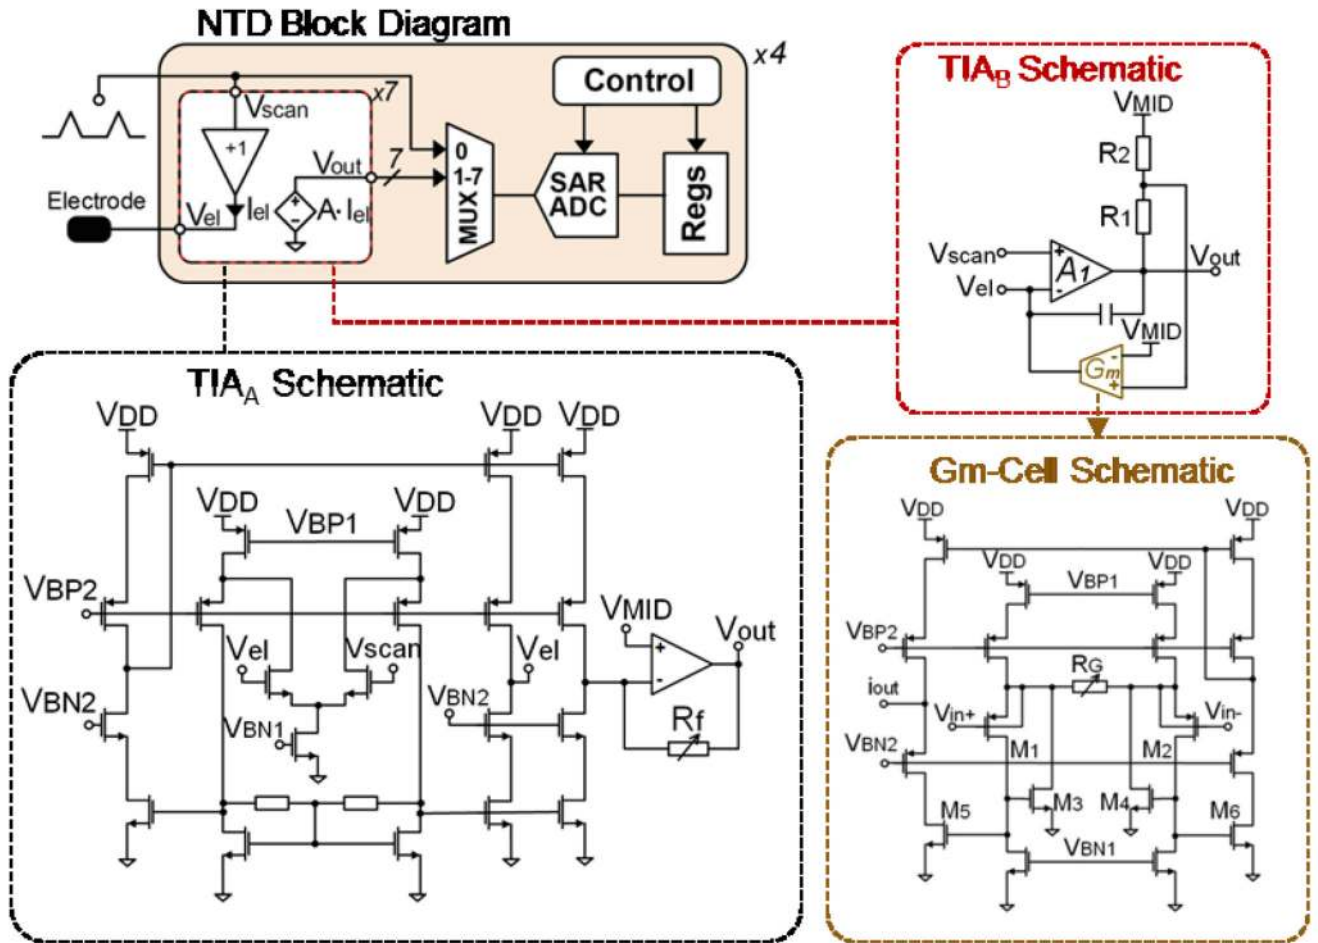 NTD Block Diagram
x4
Control
x7
Vscan
+1
Vout
7
0
1-7
MUX
SAR
ADC
Regs
Electrode
Vel
Iel
A·Iel
TIAB Schematic
VMID
R2
R1
Vscan
+
A1
Vout
Vel
-
VMID
-
Gm
+
TIAA Schematic
VDD
VDD
VDD
VDD
VBP1
VDD
VBP2
VMID
Vout
+
-
Vel
Vscan
Vel
VBN2
VBN2
Rf
VBN1
Gm-Cell Schematic
VDD
VDD
VDD
VBP1
VDD
VBP2
RG
iout
Vin+
Vin-
VBN2
M1
M2
M3
M4
M5
M6
VBN1